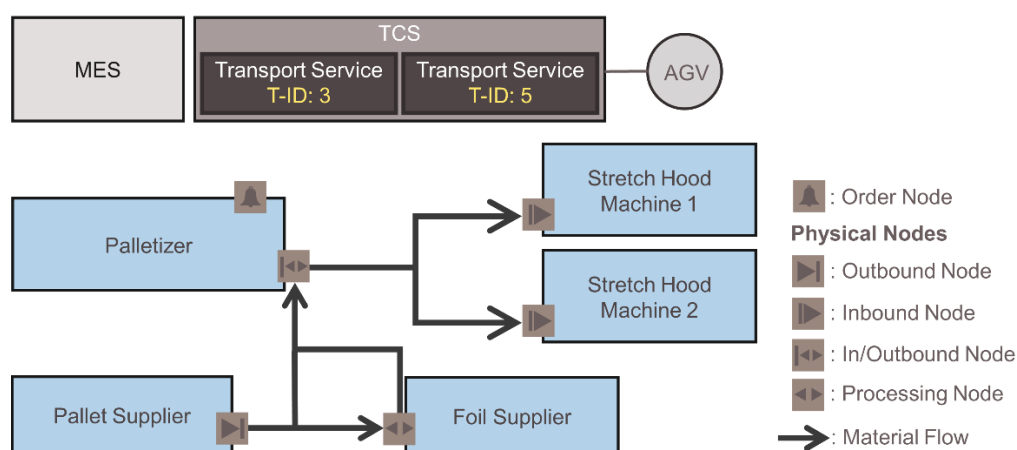 MES
TCS
Transport Service
T-ID: 3
Transport Service
T-ID: 5
AGV
Palletizer
Stretch Hood
Machine 1
Stretch Hood
Machine 2
Pallet Supplier
Foil Supplier
: Order Node
Physical Nodes
: Outbound Node
: Inbound Node
: In/Outbound Node
: Processing Node
: Material Flow